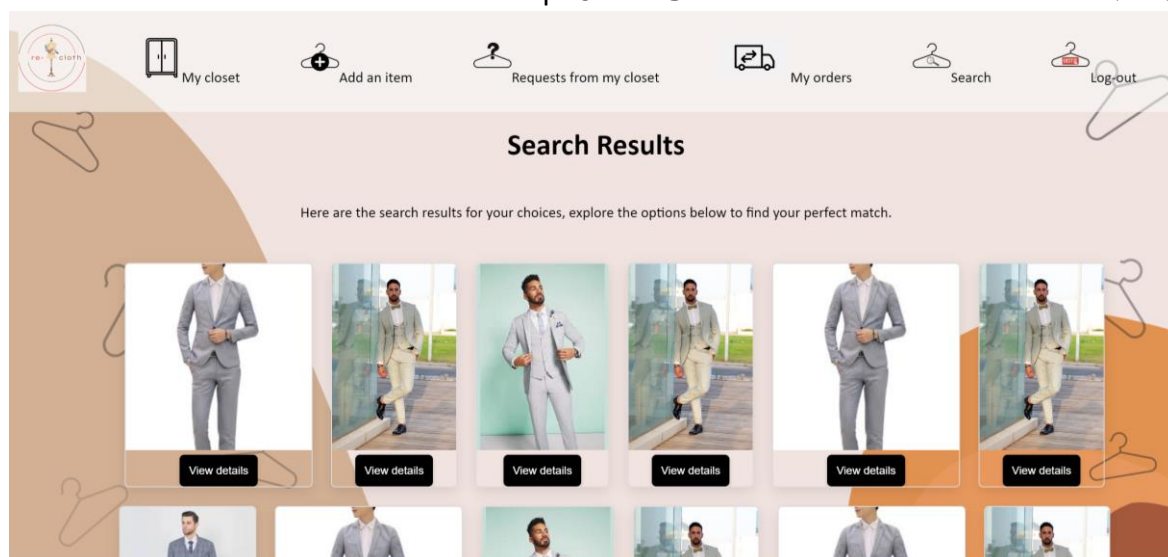 re- cloth
My closet
Add an item
Requests from my closet
My orders
Search
Log-out
Search Results
Here are the search results for your choices, explore the options below to find your perfect match.
View details
View details
View details
View details
View details
View details